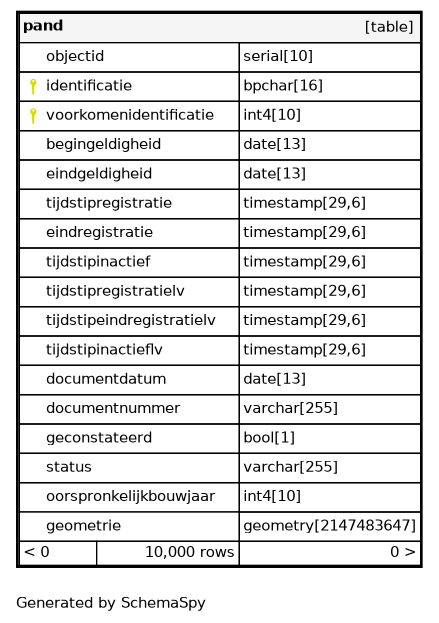 pand [table]
objectid serial[10]
identificatie bpchar[16]
voorkomenidentificatie int4[10]
begingeldigheid date[13]
eindgeldigheid date[13]
tijdstipregistratie timestamp[29,6]
eindregistratie timestamp[29,6]
tijdstipinactief timestamp[29,6]
tijdstipregistratielv timestamp[29,6]
tijdstipeindregistratielv timestamp[29,6]
tijdstipinactieflv timestamp[29,6]
documentdatum date[13]
documentnummer varchar[255]
geconstateerd bool[1]
status varchar[255]
oorspronkelijkbouwjaar int4[10]
geometrie geometry[2147483647]
< 0 10,000 rows 0 >
Generated by SchemaSpy